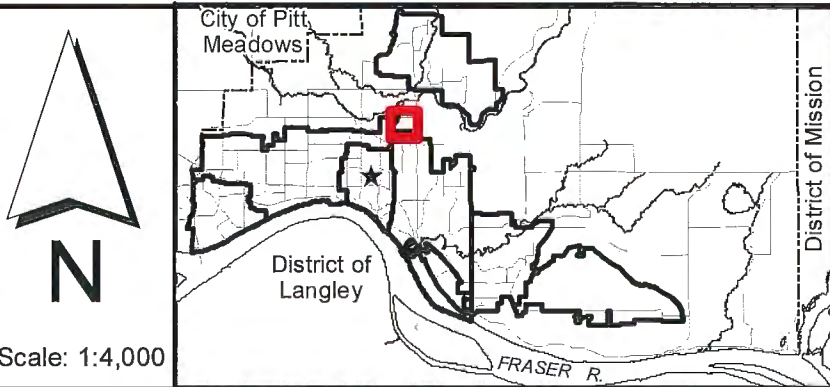 City of Pitt
Meadows
N
Scale: 1:4,000
District of
Langley
FRASER R.
District of Mission